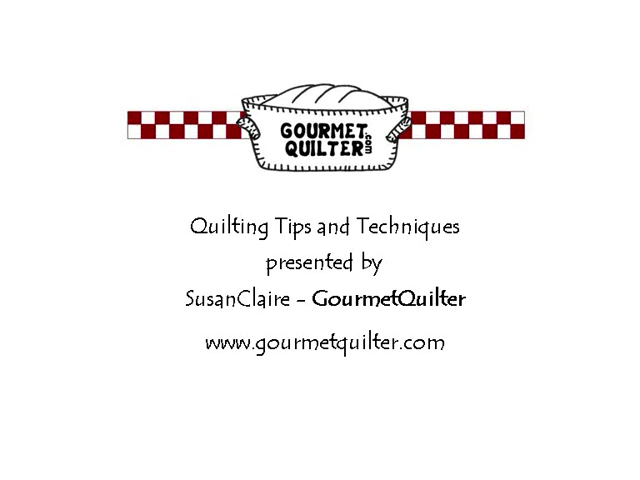 GOURMET
QUILTER.com
Quilting Tips and Techniques
presented by
SusanClaire - GourmetQuilter
www.gourmetquilter.com